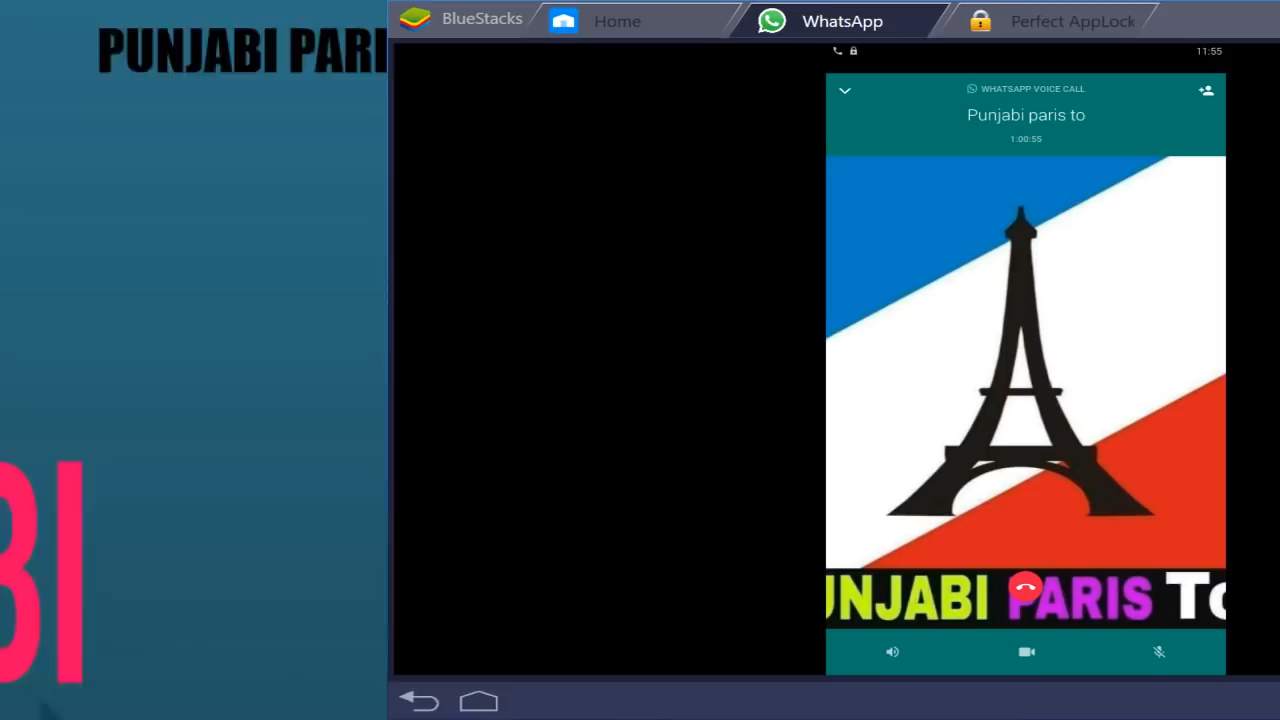 PUNJABI PARI
BI
BlueStacks
Home
WhatsApp
Perfect AppLock
11:55
WHATSAPP VOICE CALL
Punjabi paris to
1:00:55
UNJABI PARIS To